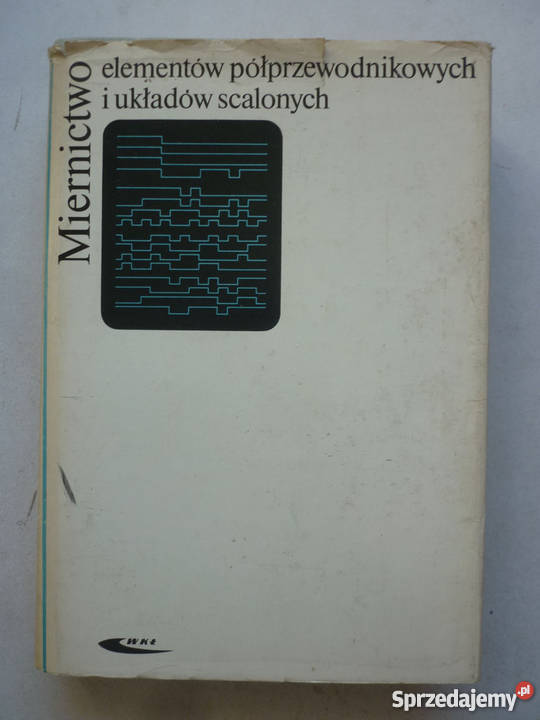 Miernictwo
elementów półprzewodnikowych
i układów scalonych
WKŁ
Sprzedajemy.pl